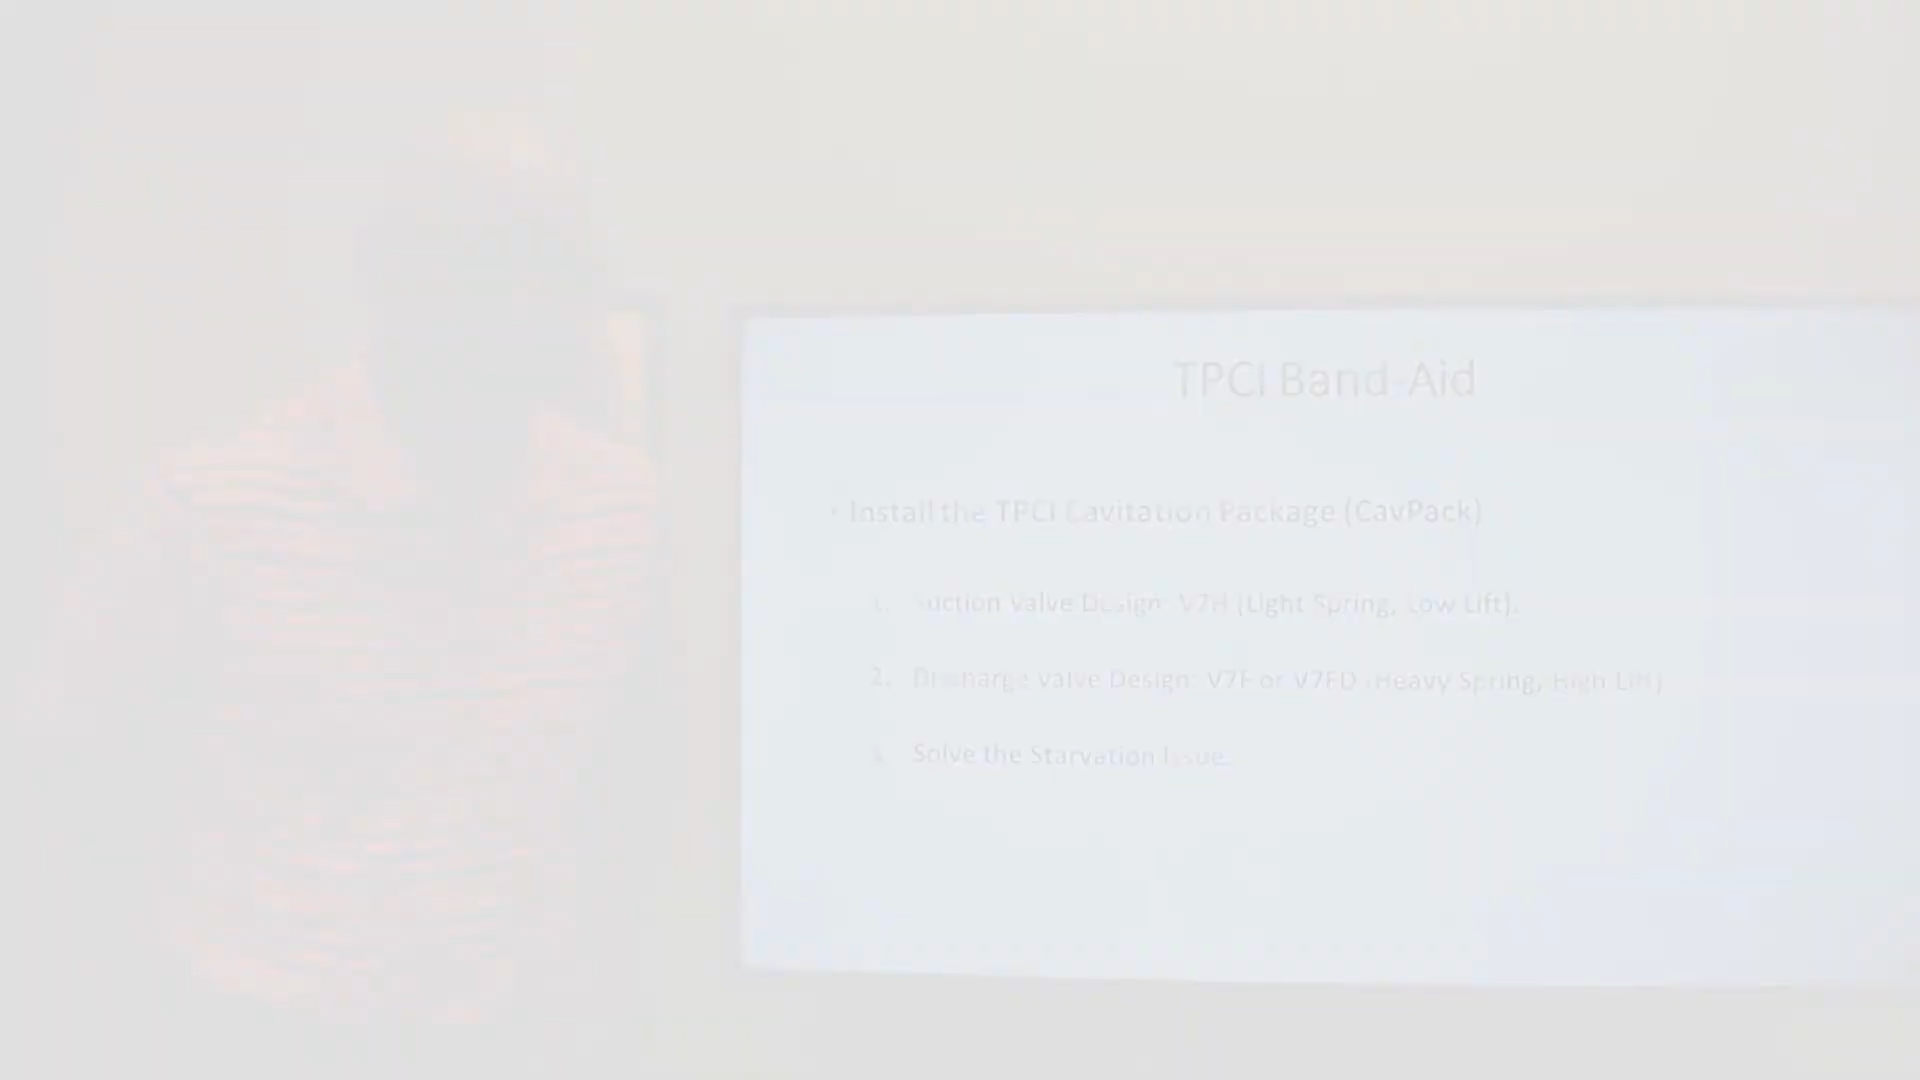 TPCI Band-Aid
• Install the TPCI Cavitation Package (CavPack)
1. Suction Valve Design: V7H (Light Spring, Low Lift).
2. Discharge Valve Design: V7F or V7FD (Heavy Spring, High Lift)
3. Solve the Starvation Issue.